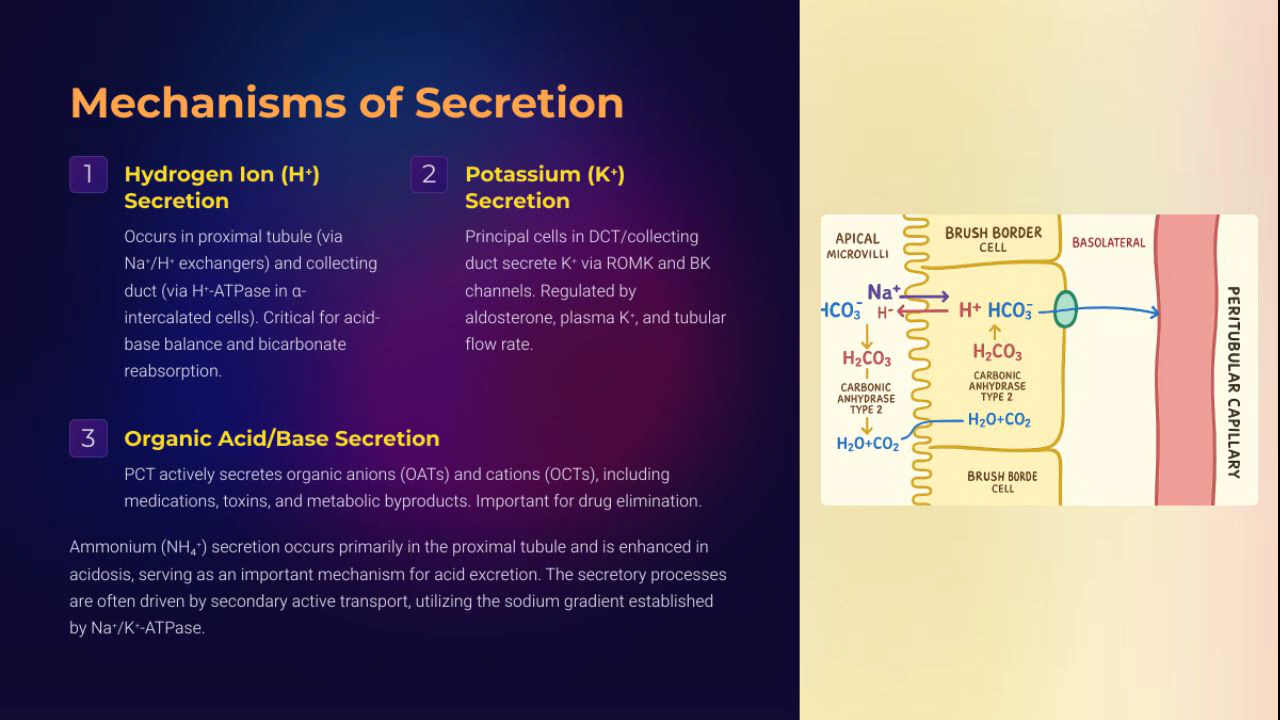 Mechanisms of Secretion
1
Hydrogen Ion (H⁺)
Secretion
Occurs in proximal tubule (via
Na⁺/H⁺ exchangers) and collecting
duct (via H⁺-ATPase in α-
intercalated cells). Critical for acid-
base balance and bicarbonate
reabsorption.
2
Potassium (K⁺)
Secretion
Principal cells in DCT/collecting
duct secrete K⁺ via ROMK and BK
channels. Regulated by
aldosterone, plasma K⁺, and tubular
flow rate.
3
Organic Acid/Base Secretion
PCT actively secretes organic anions (OATs) and cations (OCTs), including
medications, toxins, and metabolic byproducts. Important for drug elimination.
Ammonium (NH₄⁺) secretion occurs primarily in the proximal tubule and is enhanced in
acidosis, serving as an important mechanism for acid excretion. The secretory processes
are often driven by secondary active transport, utilizing the sodium gradient established
by Na⁺/K⁺-ATPase.
APICAL
MICROVILLI
BRUSH BORDER
CELL
BASOLATERAL
Na⁺
HCO₃⁻ H⁻
H⁺ HCO₃⁻
H₂CO₃
CARBONIC
ANHYDRASE
TYPE 2
H₂O+CO₂
H₂CO₃
CARBONIC
ANHYDRASE
TYPE 2
H₂O+CO₂
BRUSH BORDE
CELL
PERITUBULAR CAPILLARY